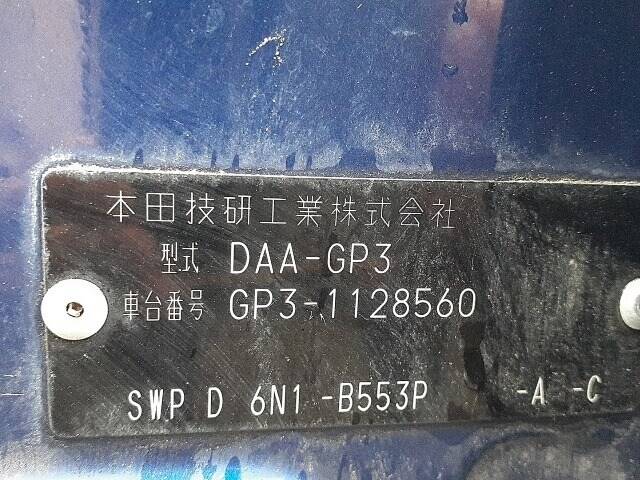 本田技研工業株式会社
型式 DAA-GP3
車台番号 GP3-1128560
SWP D 6N1 -B553P -A -C